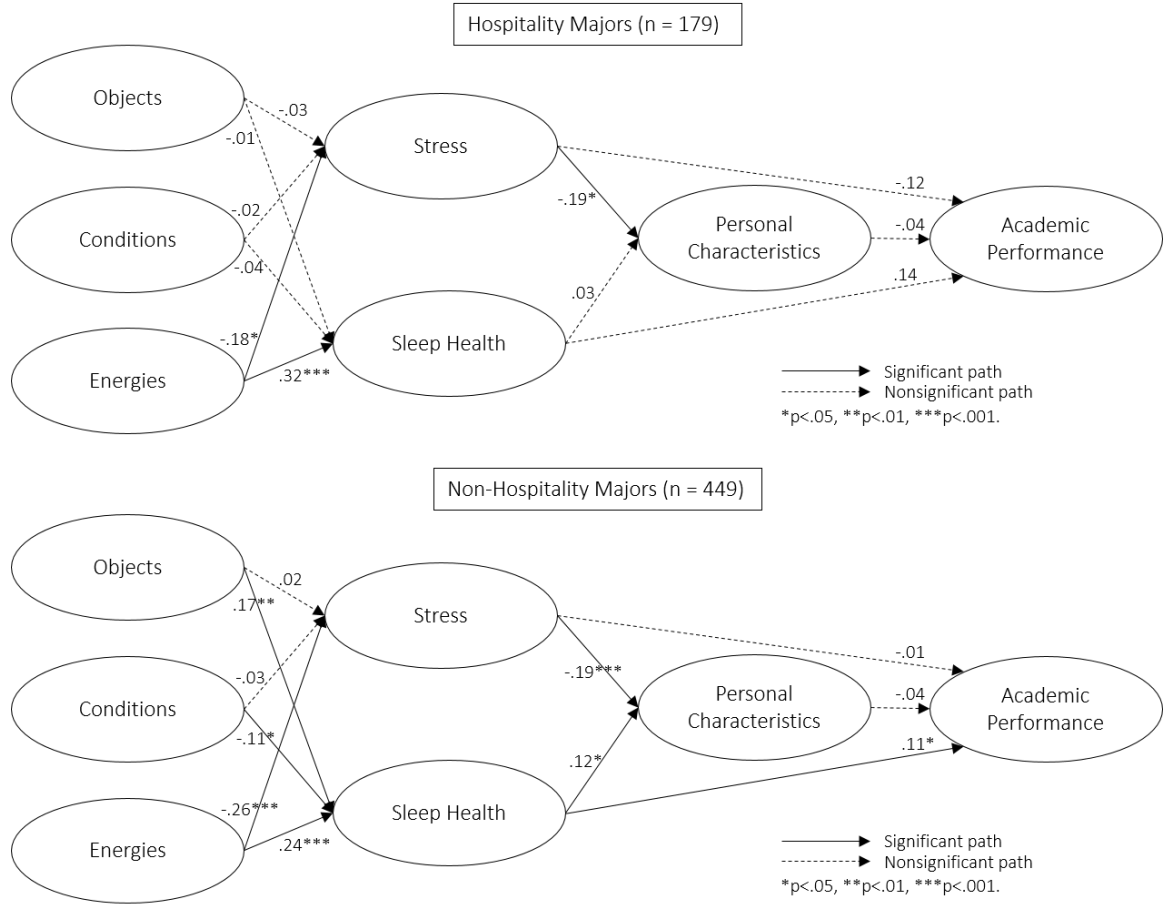 Hospitality Majors (n = 179)
Objects
-.03
-.01
Stress
Conditions
-.02
-.04
-.19*
Personal
Characteristics
-.12
-.04
Academic
Performance
.14
.03
Energies
-.18*
.32***
Sleep Health
Significant path
Nonsignificant path
*p<.05, **p<.01, ***p<.001.
Non-Hospitality Majors (n = 449)
Objects
.02
.17**
Stress
Conditions
-.03
-.11*
-.19***
Personal
Characteristics
-.01
-.04
Academic
Performance
.11*
.12*
Energies
-.26***
.24***
Sleep Health
Significant path
Nonsignificant path
*p<.05, **p<.01, ***p<.001.